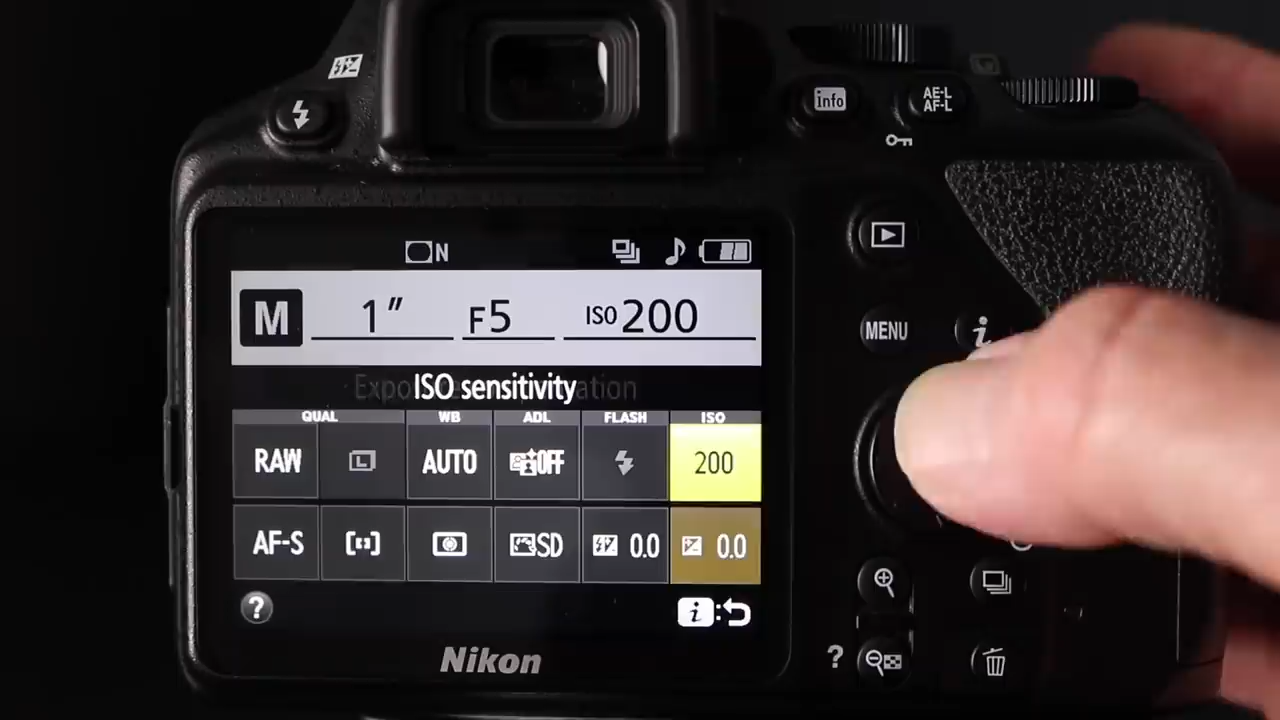 info
AE-L
AF-L
N
M 1" F5 ISO 200
MENU i
ISO sensitivity
QUAL WB ADL FLASH ISO
RAW L AUTO OFF 200
AF-S SD 0.0 0.0
? i:
Nikon
?